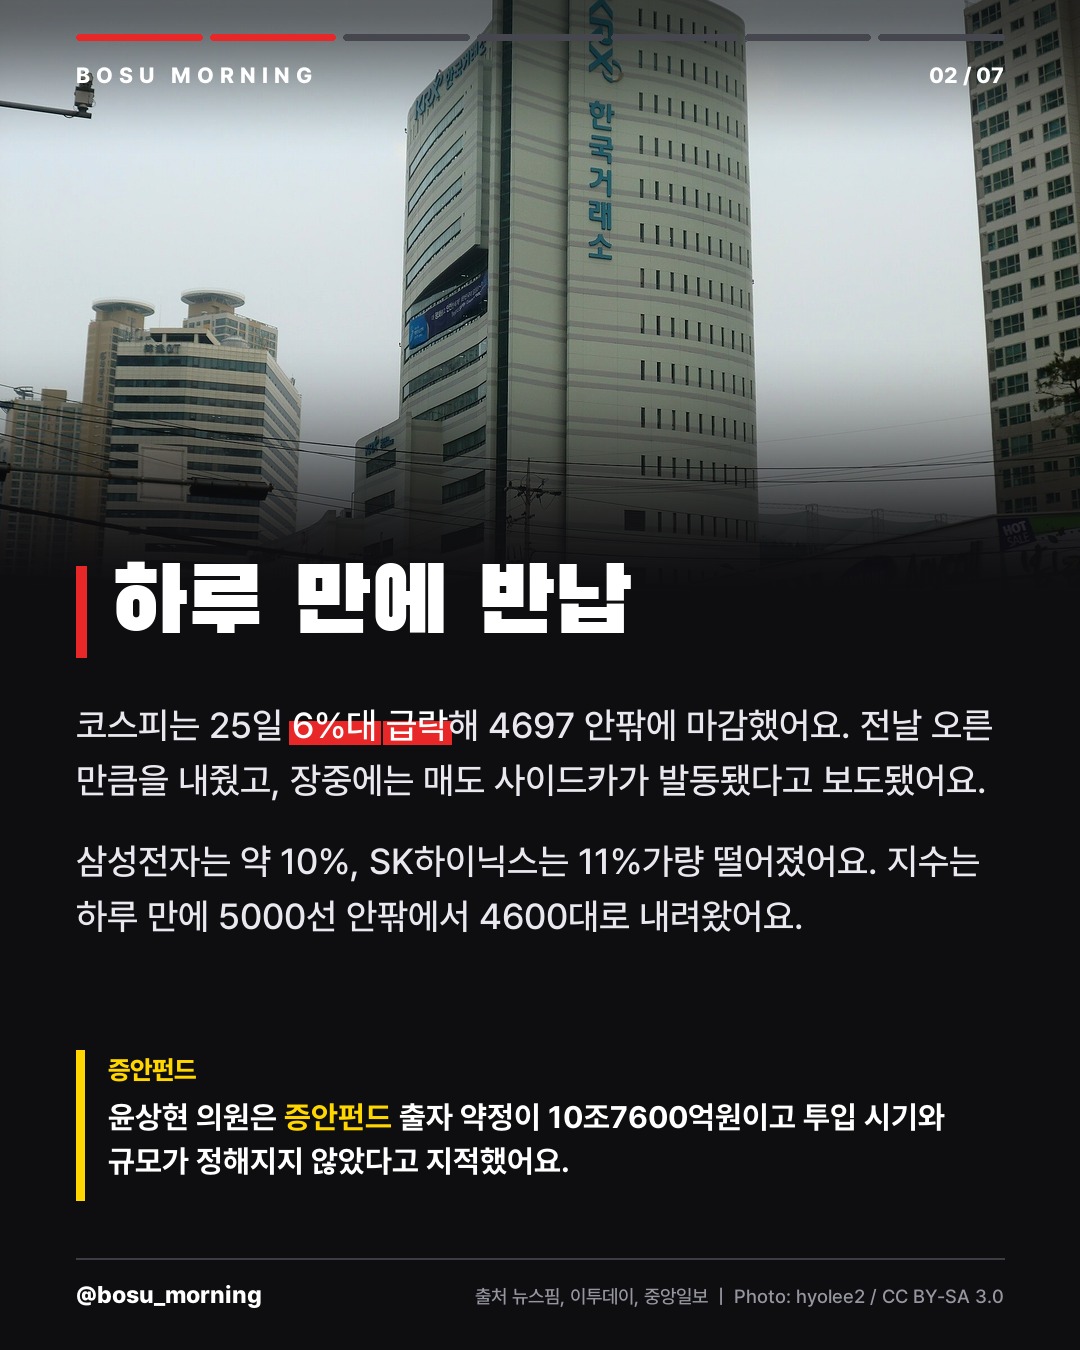 BOSU MORNING
02 / 07
KRX 한국거래소
KRX 한국거래소
하루 만에 반납
코스피는 25일 6%대 급락해 4697 안팎에 마감했어요. 전날 오른
만큼을 내줬고, 장중에는 매도 사이드카가 발동됐다고 보도됐어요.
삼성전자는 약 10%, SK하이닉스는 11%가량 떨어졌어요. 지수는
하루 만에 5000선 안팎에서 4600대로 내려왔어요.
증안펀드
윤상현 의원은 증안펀드 출자 약정이 10조7600억원이고 투입 시기와
규모가 정해지지 않았다고 지적했어요.
@bosu_morning
출처 뉴스핌, 이투데이, 중앙일보 | Photo: hyolee2 / CC BY-SA 3.0
HOT
SALE